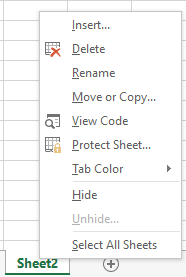 Insert...
Delete
Rename
Move or Copy...
View Code
Protect Sheet...
Tab Color
Hide
Unhide...
Select All Sheets
Sheet2